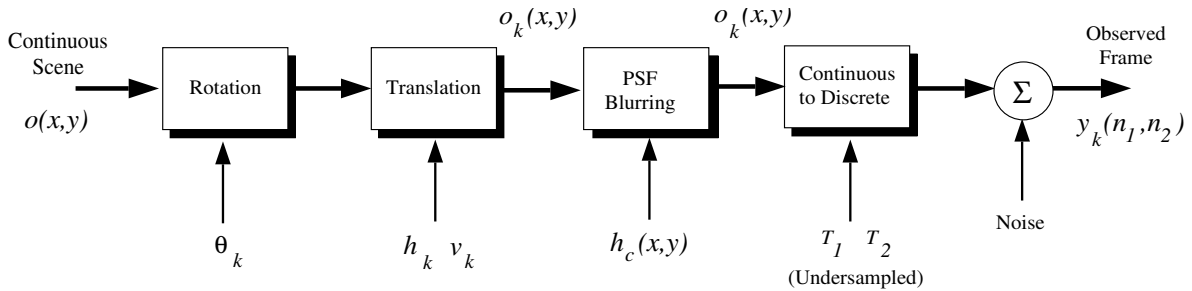 Continuous
Scene
o(x,y)
Rotation
θ_k
Translation
h_k v_k
o_k(x,y)
PSF
Blurring
h_c(x,y)
o_k(x,y)
Continuous
to Discrete
T_1 T_2
(Undersampled)
Σ
Noise
Observed
Frame
y_k(n_1,n_2)